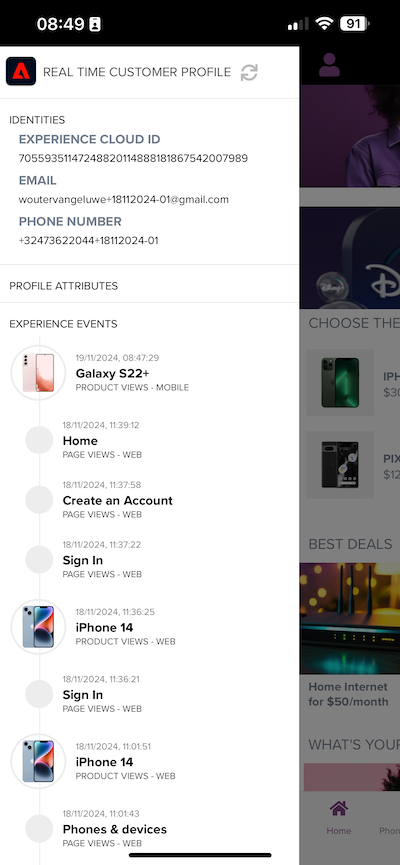 08:49
91
REAL TIME CUSTOMER PROFILE
IDENTITIES
EXPERIENCE CLOUD ID
70559351147248820114888181867542007989
EMAIL
woutervangeluwe+18112024-01@gmail.com
PHONE NUMBER
+32473622044+18112024-01
PROFILE ATTRIBUTES
EXPERIENCE EVENTS
19/11/2024, 08:47:29
Galaxy S22+
PRODUCT VIEWS - MOBILE
18/11/2024, 11:39:12
Home
PAGE VIEWS - WEB
18/11/2024, 11:37:58
Create an Account
PAGE VIEWS - WEB
18/11/2024, 11:37:22
Sign In
PAGE VIEWS - WEB
18/11/2024, 11:36:25
iPhone 14
PRODUCT VIEWS - WEB
18/11/2024, 11:36:21
Sign In
PAGE VIEWS - WEB
18/11/2024, 11:01:51
iPhone 14
PRODUCT VIEWS - WEB
18/11/2024, 11:01:43
Phones & devices
PAGE VIEWS - WEB
CHOOSE THE
IPH
$30
PIX
$12
BEST DEALS
Home Internet
for $50/month
WHAT'S YOUR
Home
Phon